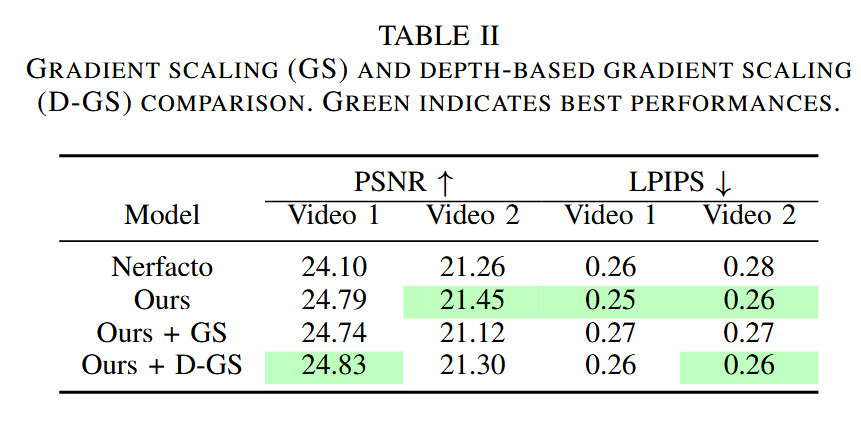 TABLE II
GRADIENT SCALING (GS) AND DEPTH-BASED GRADIENT SCALING
(D-GS) COMPARISON. GREEN INDICATES BEST PERFORMANCES.
PSNR ↑ LPIPS ↓
Model Video 1 Video 2 Video 1 Video 2
Nerfacto 24.10 21.26 0.26 0.28
Ours 24.79 21.45 0.25 0.26
Ours + GS 24.74 21.12 0.27 0.27
Ours + D-GS 24.83 21.30 0.26 0.26